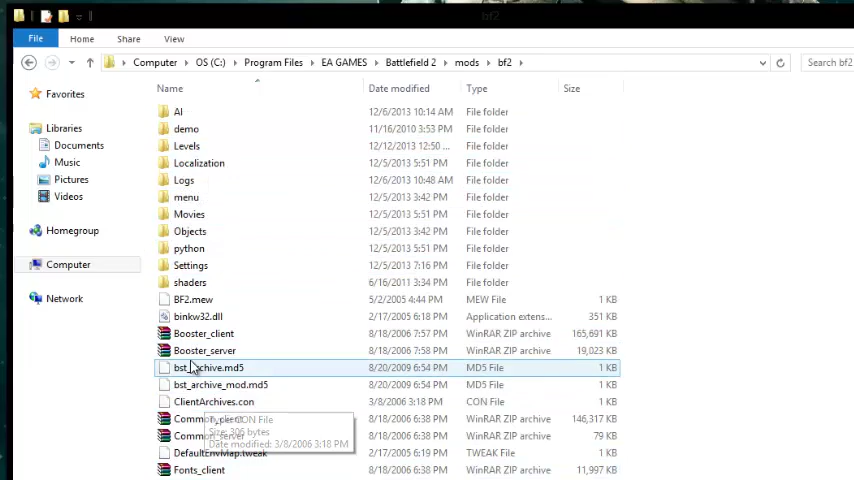 bf2
File Home Share View
Computer OS (C:) Program Files EA GAMES Battlefield 2 mods bf2 Search bf2
Name Date modified Type Size
Favorites
Libraries
Documents
Music
Pictures
Videos
Homegroup
Computer
Network
AI 12/6/2013 10:14 AM File folder
demo 11/16/2010 3:53 PM File folder
Levels 12/12/2013 12:50 ... File folder
Localization 12/5/2013 5:51 PM File folder
Logs 12/6/2013 10:48 AM File folder
menu 12/5/2013 3:42 PM File folder
Movies 12/5/2013 5:51 PM File folder
Objects 12/5/2013 3:42 PM File folder
python 12/5/2013 5:51 PM File folder
Settings 12/5/2013 7:16 PM File folder
shaders 6/16/2011 3:34 PM File folder
BF2.mew 5/2/2005 4:44 PM MEW File 1 KB
binkw32.dll 2/17/2005 6:18 PM Application extens... 351 KB
Booster_client 8/18/2006 7:57 PM WinRAR ZIP archive 165,691 KB
Booster_server 8/18/2006 7:58 PM WinRAR ZIP archive 19,023 KB
bst_archive.md5 8/20/2009 6:54 PM MD5 File 1 KB
bst_archive_mod.md5 8/20/2009 6:54 PM MD5 File 1 KB
ClientArchives.con 3/8/2006 3:18 PM CON File 1 KB
Common_client 8/18/2006 6:38 PM WinRAR ZIP archive 146,317 KB
Common_server 8/18/2006 6:38 PM WinRAR ZIP archive 79 KB
DefaultEnvMap.tweak 2/17/2005 6:19 PM TWEAK File 1 KB
Fonts_client 8/18/2006 6:38 PM WinRAR ZIP archive 11,997 KB
Type: CON File
Size: 306 bytes
Date modified: 3/8/2006 3:18 PM